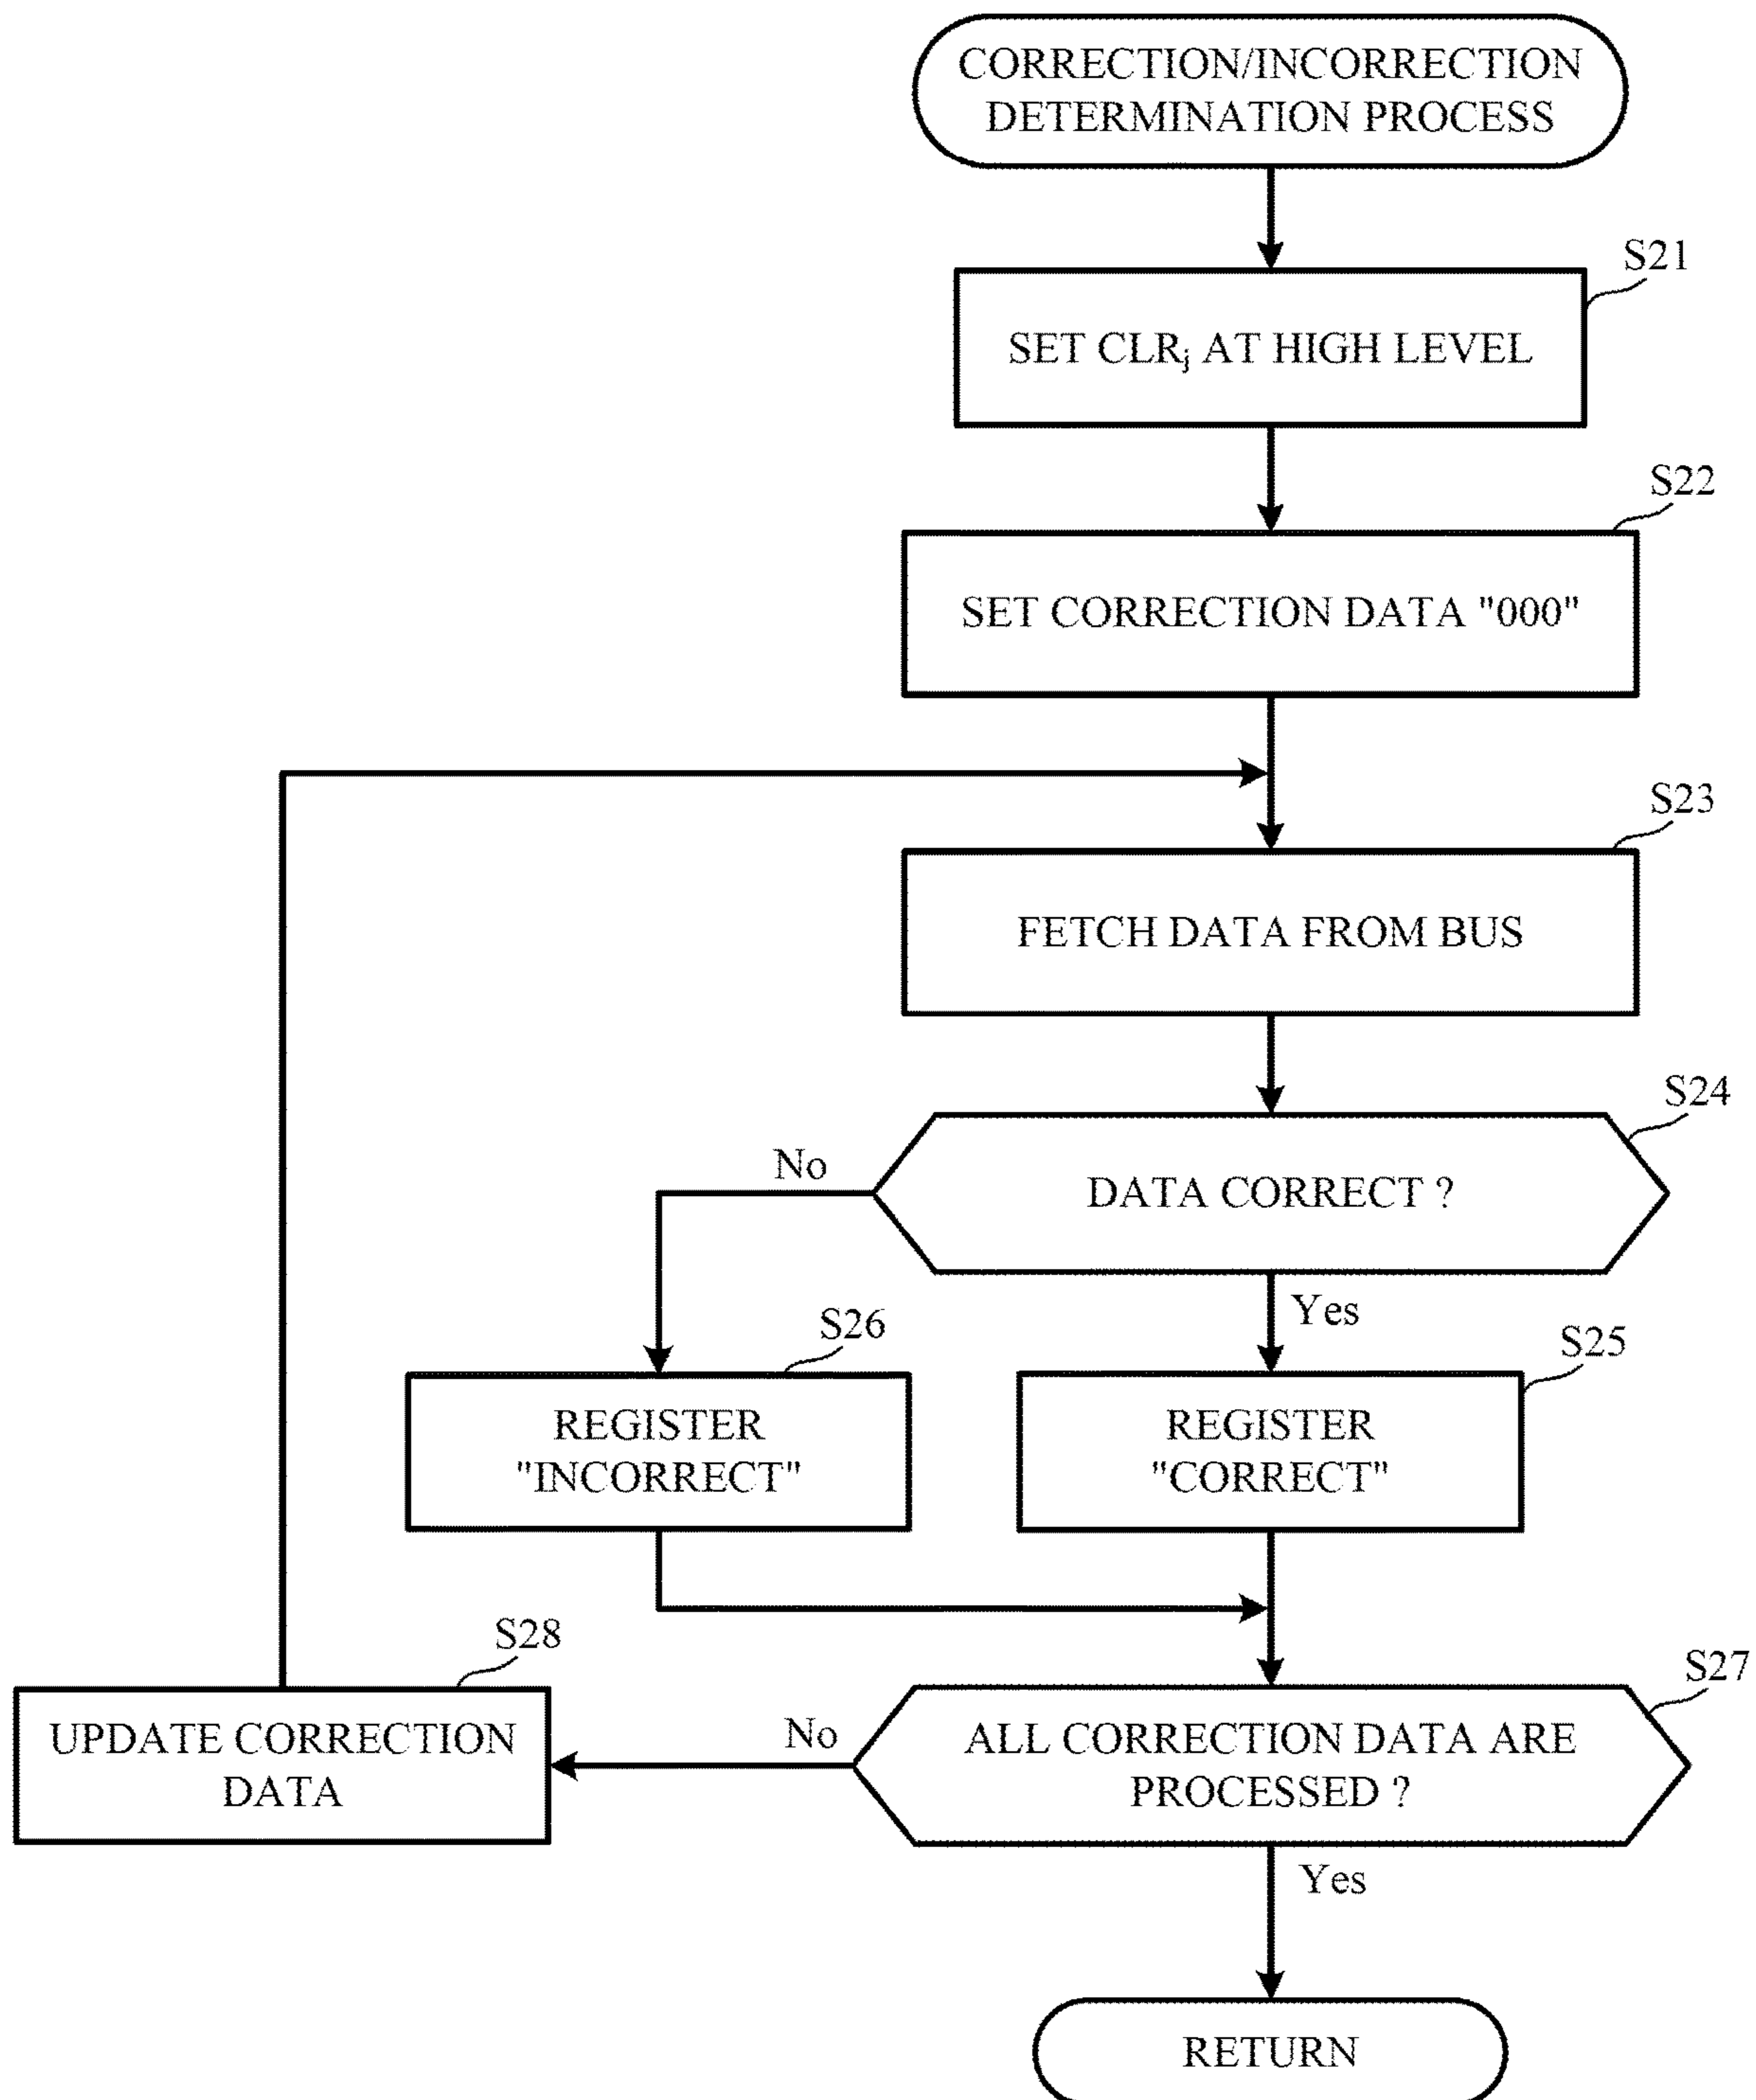 CORRECTION/INCORRECTION
DETERMINATION PROCESS
S21
SET CLRj AT HIGH LEVEL
S22
SET CORRECTION DATA "000"
S23
FETCH DATA FROM BUS
S24
No
DATA CORRECT ?
Yes
S26
S25
REGISTER
"INCORRECT"
REGISTER
"CORRECT"
S28
S27
UPDATE CORRECTION
DATA
No
ALL CORRECTION DATA ARE
PROCESSED ?
Yes
RETURN